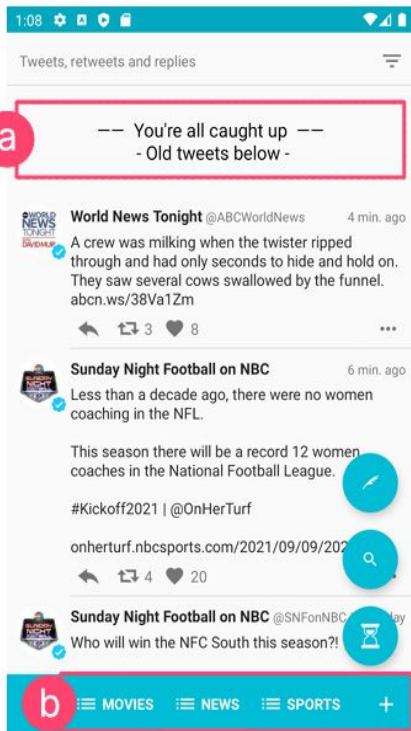 1:08
Tweets, retweets and replies
a
—— You're all caught up ——
- Old tweets below -
WORLD NEWS TONIGHT
World News Tonight @ABCWorldNews 4 min. ago
A crew was milking when the twister ripped
through and had only seconds to hide and hold on.
They saw several cows swallowed by the funnel.
abcn.ws/38Va1Zm
3 8
Sunday Night Football on NBC 6 min. ago
Less than a decade ago, there were no women
coaching in the NFL.
This season there will be a record 12 women
coaches in the National Football League.
#Kickoff2021 | @OnHerTurf
onherturf.nbcsports.com/2021/09/09/202
4 20
Sunday Night Football on NBC @SNFonNBC
Who will win the NFC South this season?!
b
MOVIES NEWS SPORTS +